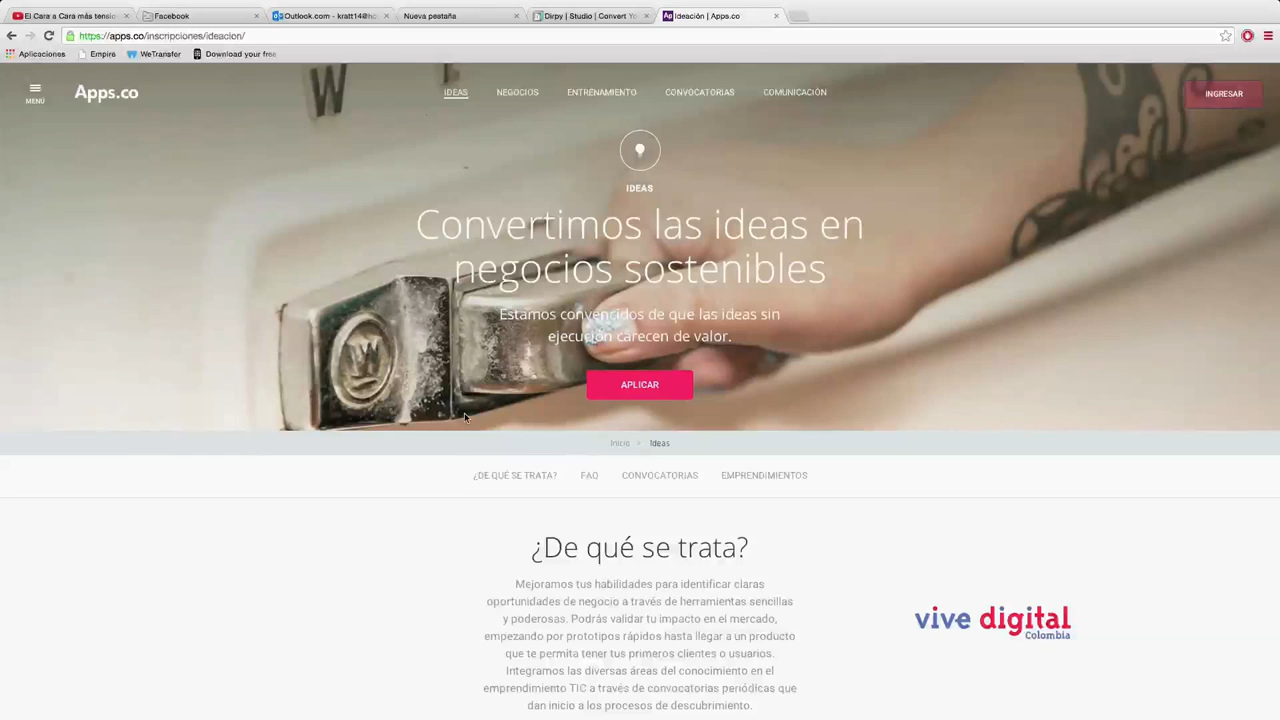 El Cara a Cara más tensio
Facebook
Outlook.com - kratt14@hc
Nueva pestaña
Dirpy | Studio | Convert Yo
Ideación | Apps.co
https://apps.co/inscripciones/ideacion/
Aplicaciones
Empire
WeTransfer
Download your free
W
MENÚ
Apps.co
IDEAS
NEGOCIOS
ENTRENAMIENTO
CONVOCATORIAS
COMUNICACIÓN
INGRESAR
IDEAS
Convertimos las ideas en
negocios sostenibles
Estamos convencidos de que las ideas sin
ejecución carecen de valor.
APLICAR
Inicio > Ideas
¿DE QUÉ SE TRATA?
FAQ
CONVOCATORIAS
EMPRENDIMIENTOS
¿De qué se trata?
Mejoramos tus habilidades para identificar claras
oportunidades de negocio a través de herramientas sencillas
y poderosas. Podrás validar tu impacto en el mercado,
empezando por prototipos rápidos hasta llegar a un producto
que te permita tener tus primeros clientes o usuarios.
Integramos las diversas áreas del conocimiento en el
emprendimiento TIC a través de convocatorias periódicas que
dan inicio a los procesos de descubrimiento.
vive digital
Colombia